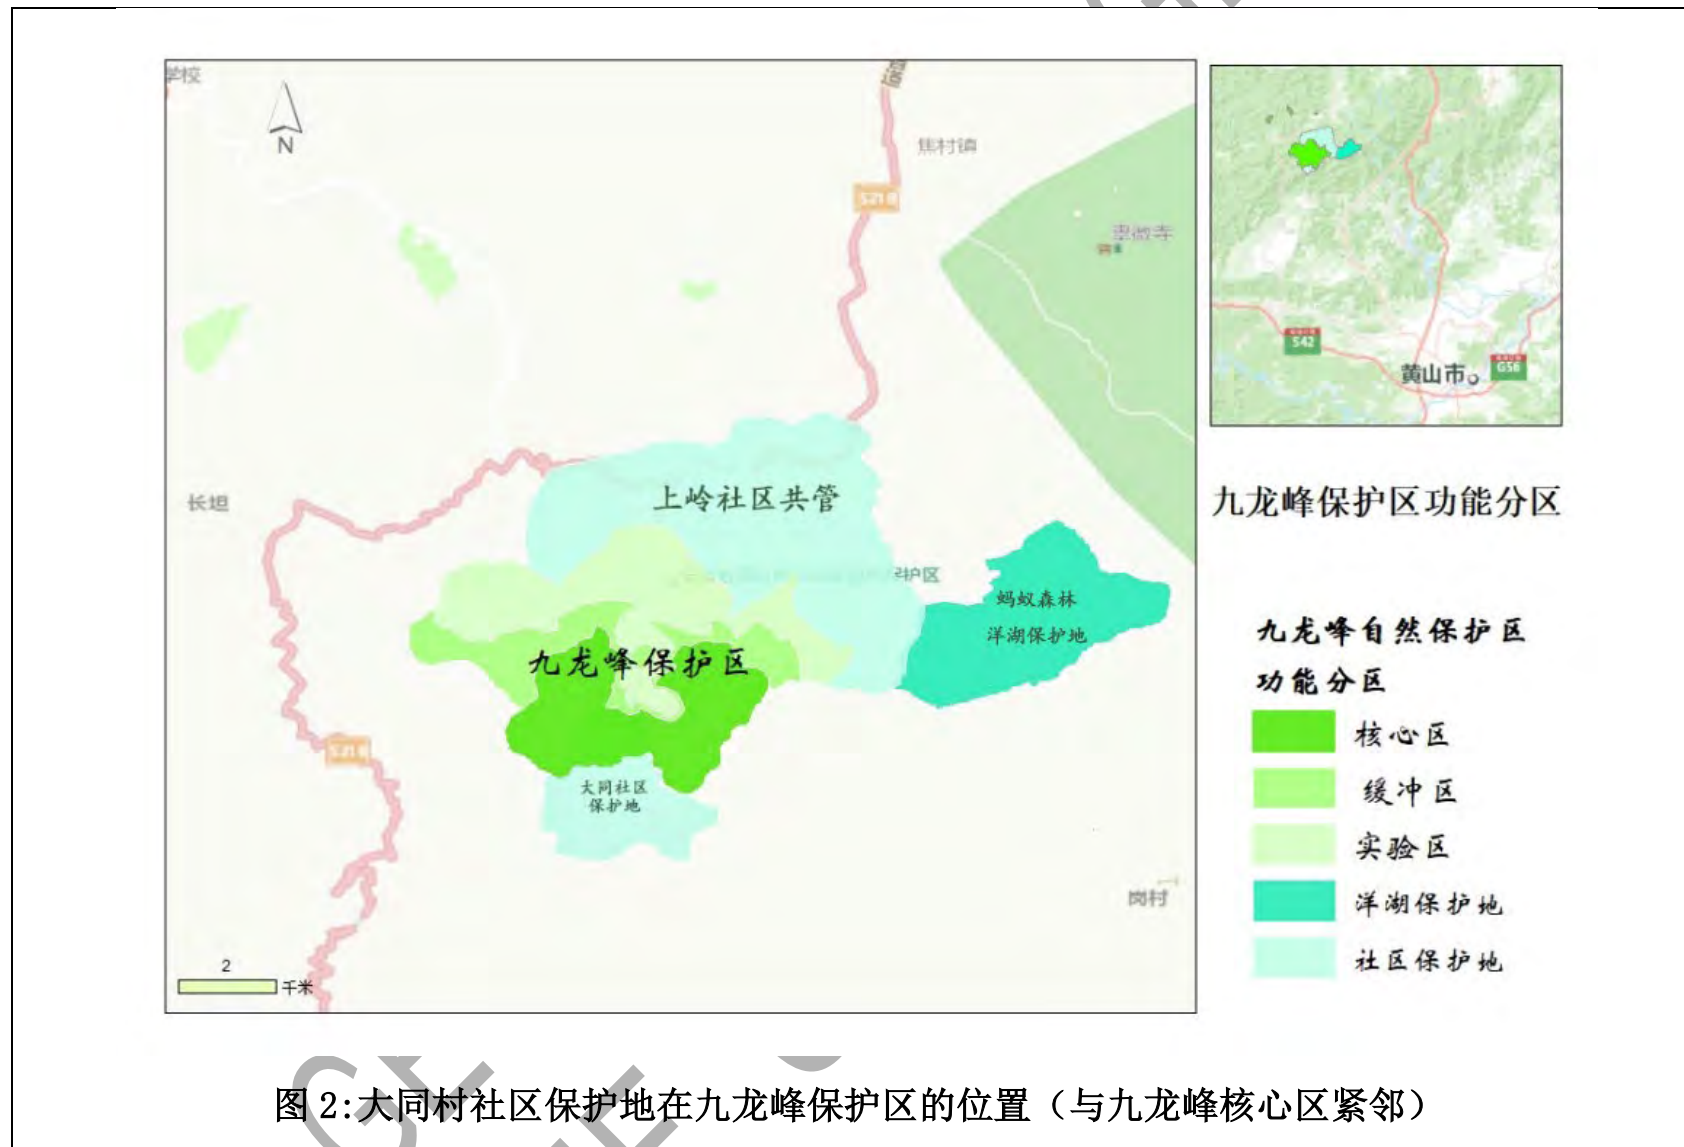 学校
N
焦村镇
S218
翠微寺
长坦
上岭社区共管
保护区
蚂蚁森林
洋湖保护地
九龙峰保护区
S218
大同社区
保护地
岗村
2
千米
S42
黄山市
G56
九龙峰保护区功能分区
九龙峰自然保护区
功能分区
核心区
缓冲区
实验区
洋湖保护地
社区保护地
图 2:大同村社区保护地在九龙峰保护区的位置（与九龙峰核心区紧邻）